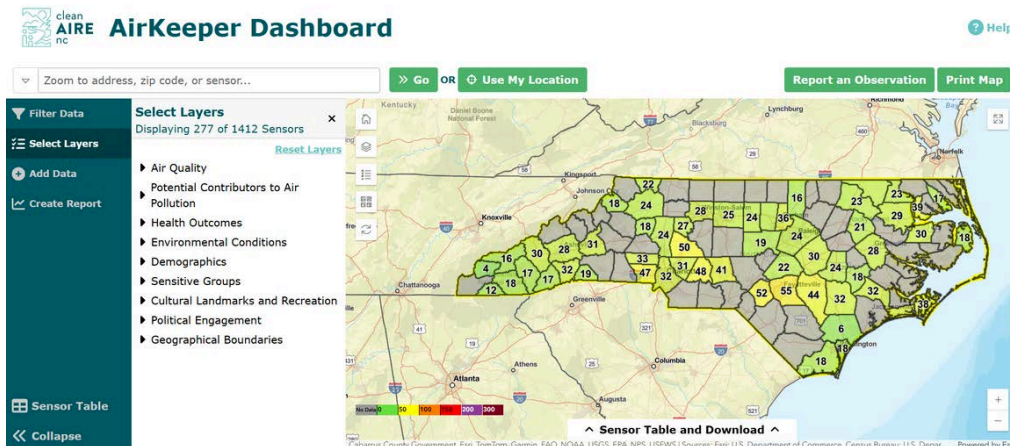 clean
AIRE
nc
AirKeeper Dashboard
Help
Zoom to address, zip code, or sensor...
Go
OR
Use My Location
Report an Observation
Print Map
Filter Data
Select Layers
Add Data
Create Report
Sensor Table
Collapse
Select Layers
Displaying 277 of 1412 Sensors
Reset Layers
Air Quality
Potential Contributors to Air
Pollution
Health Outcomes
Environmental Conditions
Demographics
Sensitive Groups
Cultural Landmarks and Recreation
Political Engagement
Geographical Boundaries
Kentucky
Daniel Boone
National Forest
Lynchburg
Blacksburg
Norfolk
Kingsport
Johnson
Knoxville
Chattanooga
Greenville
Columbia
Athens
Atlanta
Augusta
22
18
24
28
25
24
36
16
23
23
39
17
29
30
18
21
28
18
24
27
50
19
24
30
31
28
30
16
4
12
18
17
17
32
19
33
47
32
31
48
41
22
24
18
32
38
52
55
44
32
6
18
18
No Data
0
50
100
200
300
Sensor Table and Download